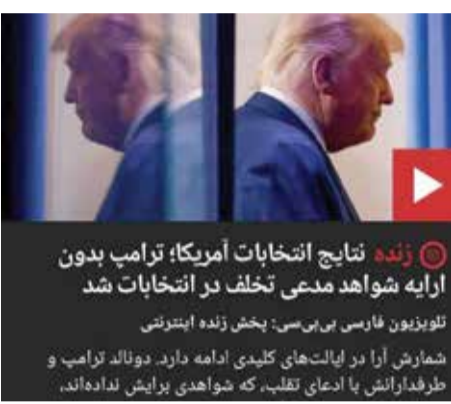 زنده نتایج انتخابات آمریکا؛ ترامپ بدون
ارایه شواهد مدعی تخلف در انتخابات شد
تلویزیون فارسی بی‌بی‌سی: پخش زنده اینترنتی
شمارش آرا در ایالت‌های کلیدی ادامه دارد. دونالد ترامپ و
طرفدارانش با ادعای تقلب، که شواهدی برایش نداده‌اند،